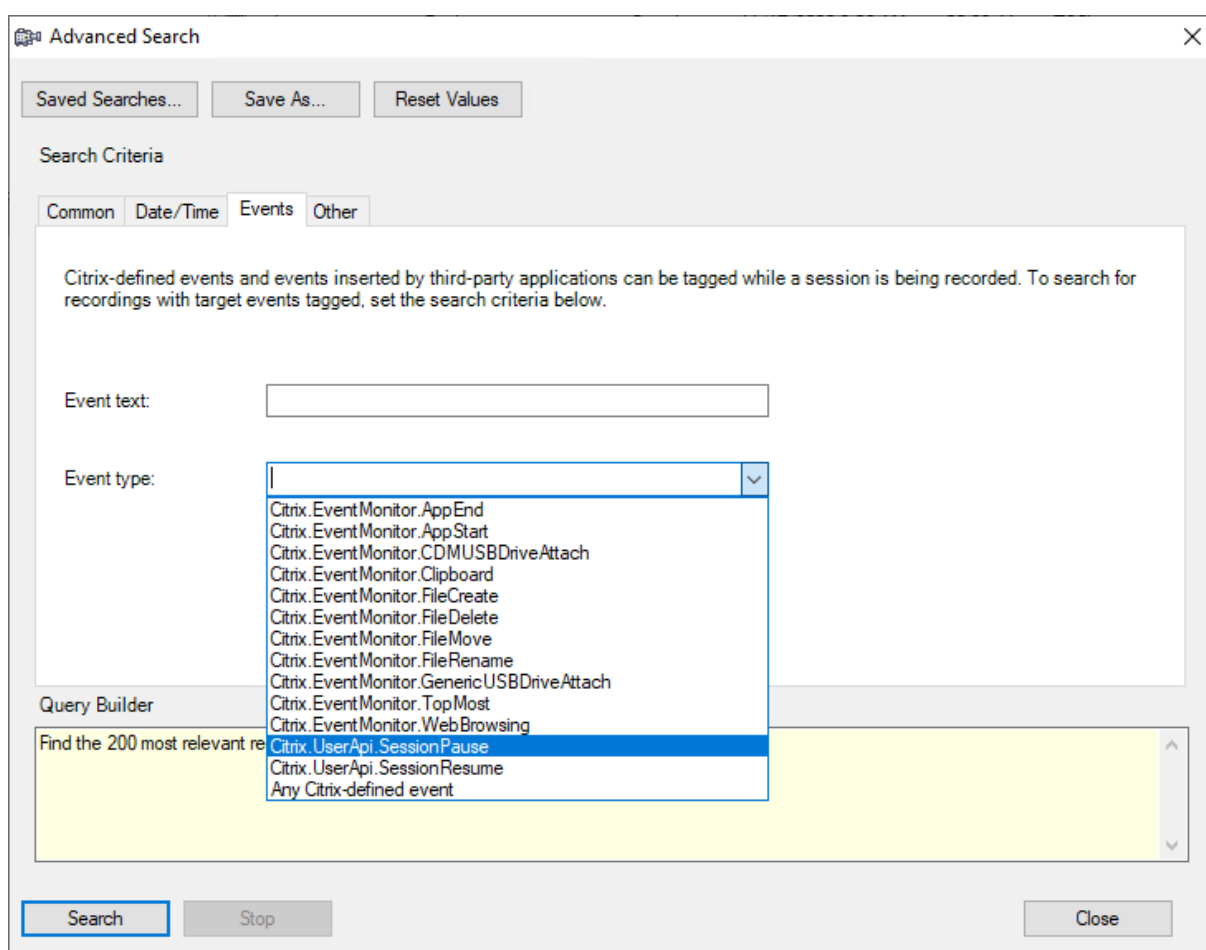 Advanced Search
Saved Searches... Save As... Reset Values
Search Criteria
Common Date/Time Events Other
Citrix-defined events and events inserted by third-party applications can be tagged while a session is being recorded. To search for
recordings with target events tagged, set the search criteria below.
Event text:
Event type:
Citrix.EventMonitor.AppEnd
Citrix.EventMonitor.AppStart
Citrix.EventMonitor.CDMUSBDriveAttach
Citrix.EventMonitor.Clipboard
Citrix.EventMonitor.FileCreate
Citrix.EventMonitor.FileDelete
Citrix.EventMonitor.FileMove
Citrix.EventMonitor.FileRename
Citrix.EventMonitor.GenericUSBDriveAttach
Citrix.EventMonitor.TopMost
Citrix.EventMonitor.WebBrowsing
Citrix.UserApi.SessionPause
Citrix.UserApi.SessionResume
Any Citrix-defined event
Query Builder
Find the 200 most relevant re
Search Stop Close